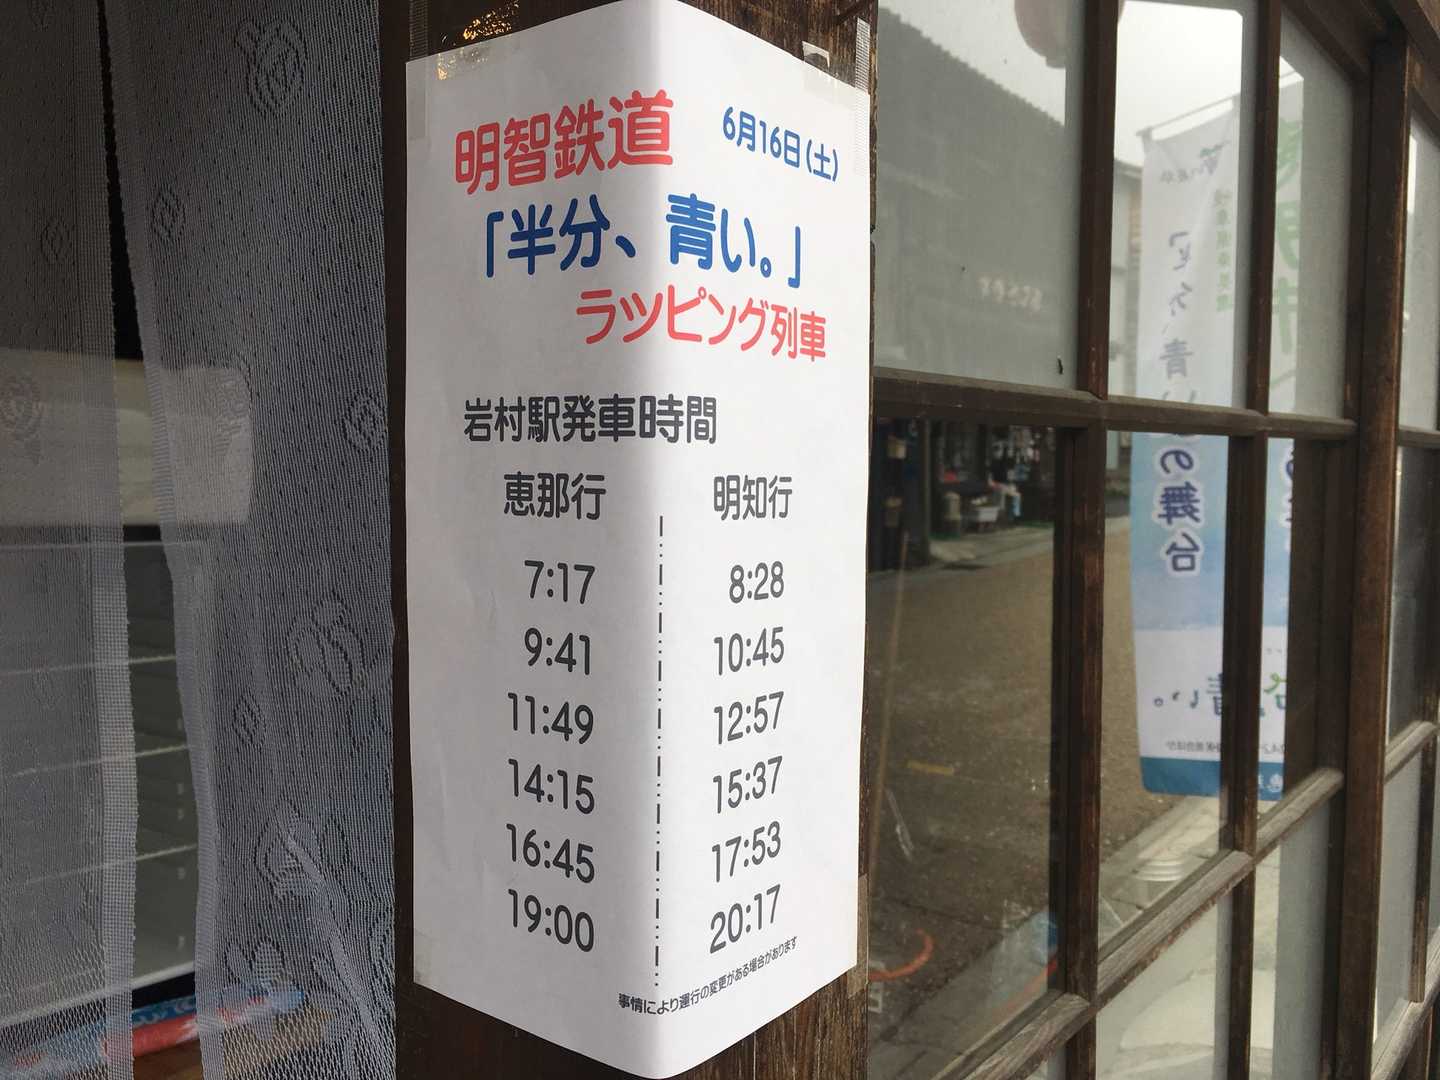 明智鉄道
6月16日(土)
「半分、青い。」
ラッピング列車
岩村駅発車時間
恵那行 明知行
7:17 8:28
9:41 10:45
11:49 12:57
14:15 15:37
16:45 17:53
19:00 20:17
事情により運行の変更がある場合があります
の舞台
青い。